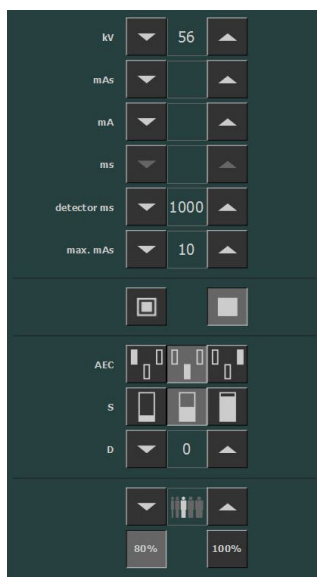 kV 56
mAs
mA
ms
detector ms 1000
max. mAs 10
AEC
S
D 0
80% 100%